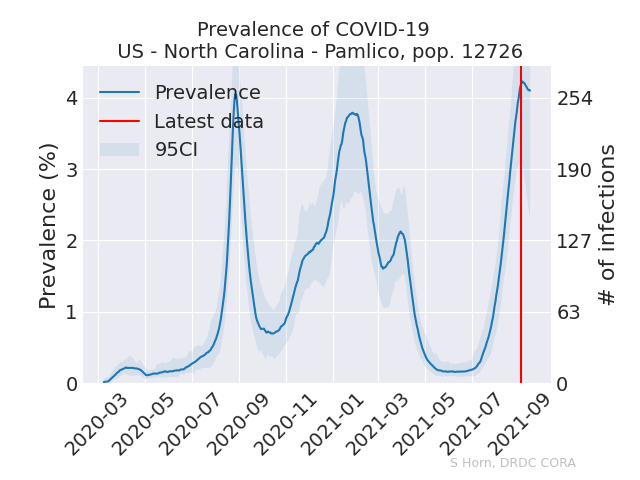 Prevalence of COVID-19
US - North Carolina - Pamlico, pop. 12726
Prevalence
Latest data
95CI
Prevalence (%)
4
3
2
1
0
254
190
127
63
0
# of infections
2020-03
2020-05
2020-07
2020-09
2020-11
2021-01
2021-03
2021-05
2021-07
2021-09
S Horn, DRDC CORA